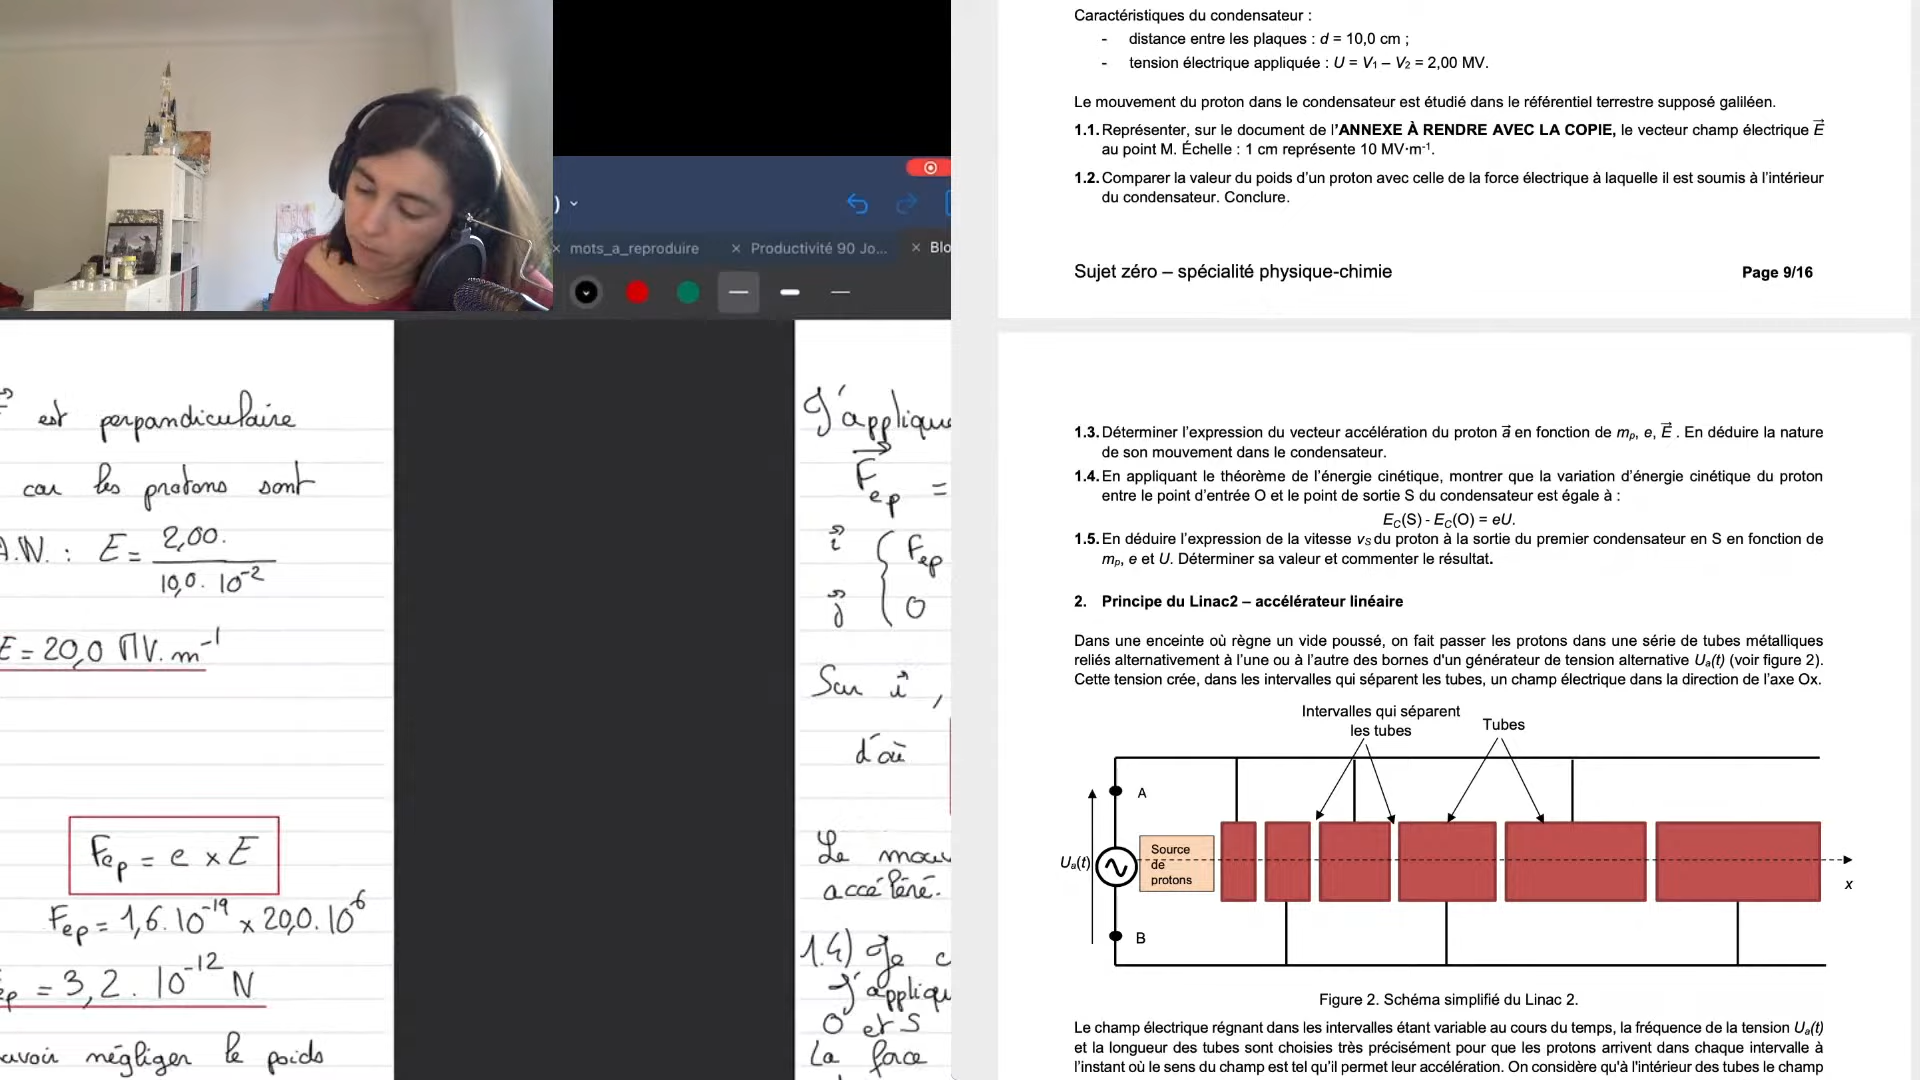 ) ⌄
mots_a_reproduire
Productivité 90 Jo...
Blo
est perpandiculaire
car les protons sont
A.N. : E = 2,00.
10,0. 10⁻²
E = 20,0 MV. m⁻¹
Fep = e x E
Fep = 1,6. 10⁻¹⁹ x 20,0. 10⁶
ep = 3,2. 10⁻¹² N
avoir négliger le poids
J'applique
Fep =
i { Fep
j 0
Sur i,
d'où
Le mouv
accéléré.
1.4) Je c
J'appliqu
O et S
La force
Caractéristiques du condensateur :
- distance entre les plaques : d = 10,0 cm ;
- tension électrique appliquée : U = V₁ – V₂ = 2,00 MV.
Le mouvement du proton dans le condensateur est étudié dans le référentiel terrestre supposé galiléen.
1.1. Représenter, sur le document de l'ANNEXE À RENDRE AVEC LA COPIE, le vecteur champ électrique E⃗
au point M. Échelle : 1 cm représente 10 MV·m⁻¹.
1.2. Comparer la valeur du poids d'un proton avec celle de la force électrique à laquelle il est soumis à l'intérieur
du condensateur. Conclure.
Sujet zéro – spécialité physique-chimie
Page 9/16
1.3. Déterminer l'expression du vecteur accélération du proton a⃗ en fonction de mₚ, e, E⃗ . En déduire la nature
de son mouvement dans le condensateur.
1.4. En appliquant le théorème de l'énergie cinétique, montrer que la variation d'énergie cinétique du proton
entre le point d'entrée O et le point de sortie S du condensateur est égale à :
EC(S) - EC(O) = eU.
1.5. En déduire l'expression de la vitesse vS du proton à la sortie du premier condensateur en S en fonction de
mₚ, e et U. Déterminer sa valeur et commenter le résultat.
2. Principe du Linac2 – accélérateur linéaire
Dans une enceinte où règne un vide poussé, on fait passer les protons dans une série de tubes métalliques
reliés alternativement à l'une ou à l'autre des bornes d'un générateur de tension alternative Uₐ(t) (voir figure 2).
Cette tension crée, dans les intervalles qui séparent les tubes, un champ électrique dans la direction de l'axe Ox.
Intervalles qui séparent
les tubes
Tubes
A
Uₐ(t)
Source
de
protons
x
B
Figure 2. Schéma simplifié du Linac 2.
Le champ électrique régnant dans les intervalles étant variable au cours du temps, la fréquence de la tension Uₐ(t)
et la longueur des tubes sont choisies très précisément pour que les protons arrivent dans chaque intervalle à
l'instant où le sens du champ est tel qu'il permet leur accélération. On considère qu'à l'intérieur des tubes le champ